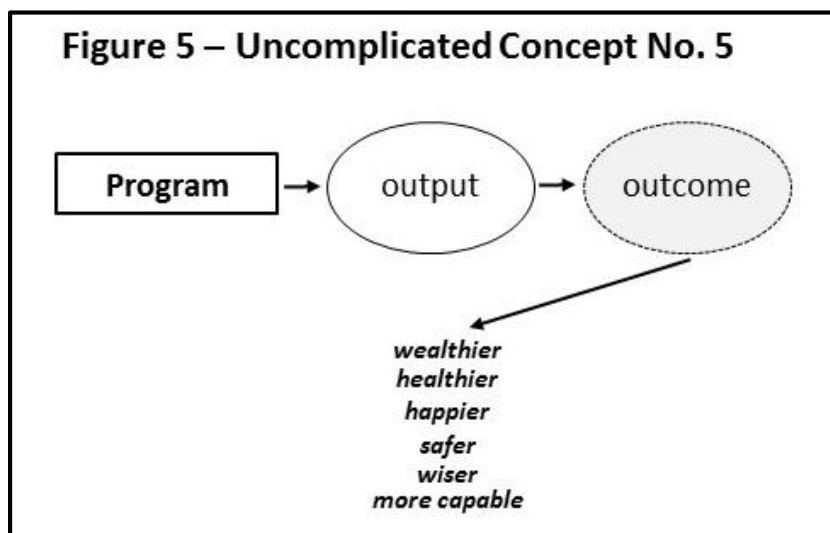 Figure 5 – Uncomplicated Concept No. 5
Program
output
outcome
wealthier
healthier
happier
safer
wiser
more capable